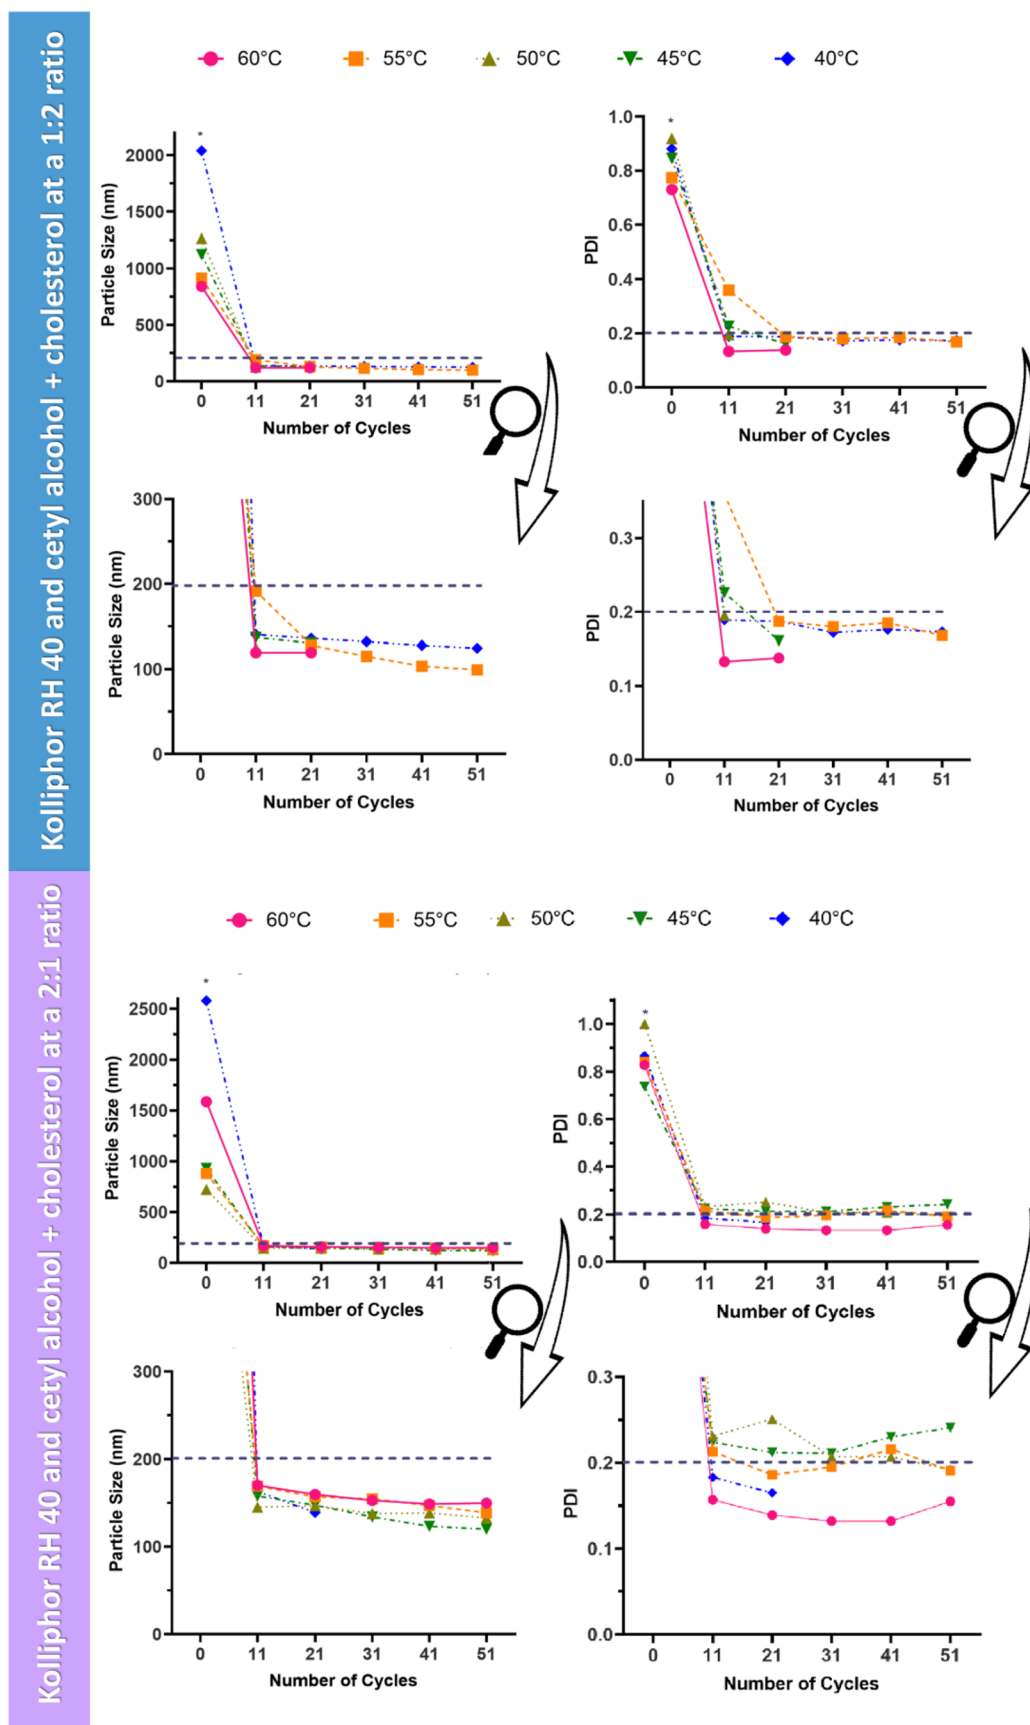 Kolliphor RH 40 and cetyl alcohol + cholesterol at a 1:2 ratio
60°C 55°C 50°C 45°C 40°C
*
Particle Size (nm)
2000
1500
1000
500
0
0 11 21 31 41 51
Number of Cycles
*
PDI
1.0
0.8
0.6
0.4
0.2
0.0
0 11 21 31 41 51
Number of Cycles
Particle Size (nm)
300
200
100
0
0 11 21 31 41 51
Number of Cycles
PDI
0.3
0.2
0.1
0.0
0 11 21 31 41 51
Number of Cycles
Kolliphor RH 40 and cetyl alcohol + cholesterol at a 2:1 ratio
60°C 55°C 50°C 45°C 40°C
*
Particle Size (nm)
2500
2000
1500
1000
500
0
0 11 21 31 41 51
Number of Cycles
*
PDI
1.0
0.8
0.6
0.4
0.2
0.0
0 11 21 31 41 51
Number of Cycles
Particle Size (nm)
300
200
100
0
0 11 21 31 41 51
Number of Cycles
PDI
0.3
0.2
0.1
0.0
0 11 21 31 41 51
Number of Cycles